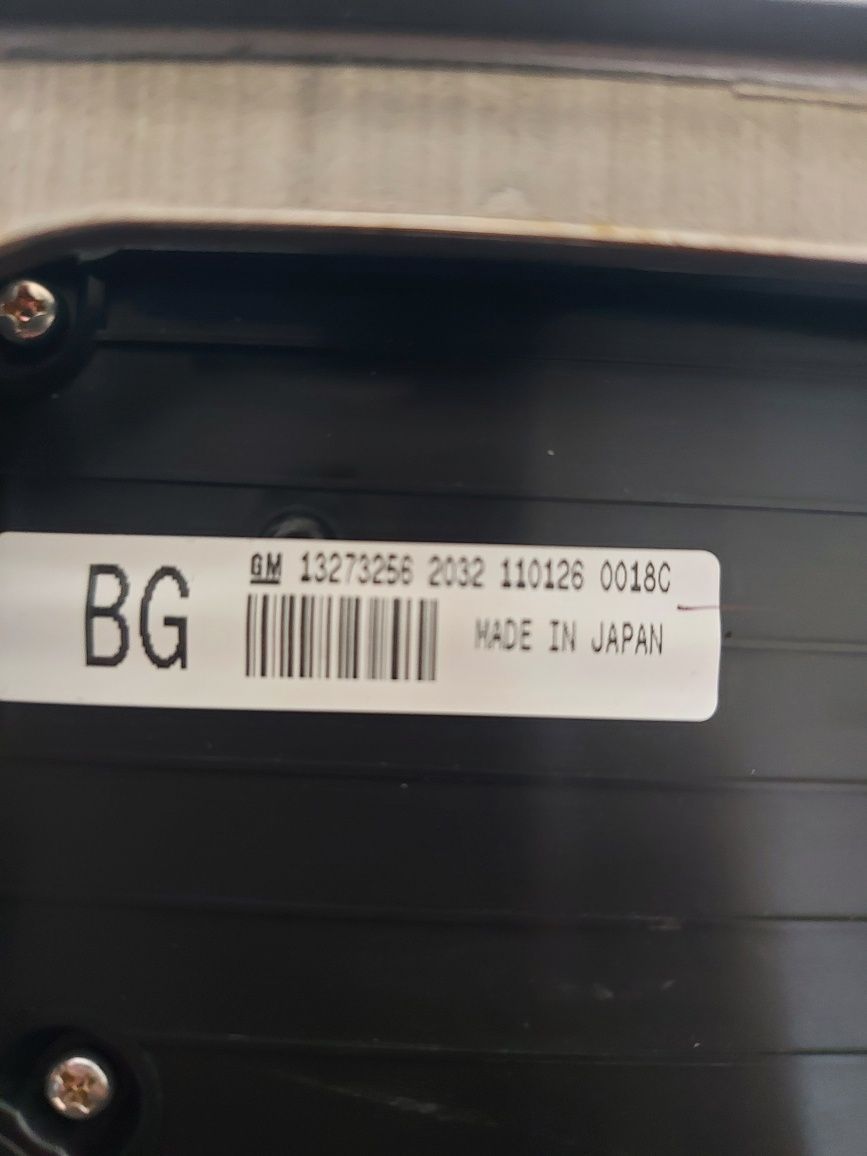 BG
GM 13273256 2032 110126 0018C
MADE IN JAPAN